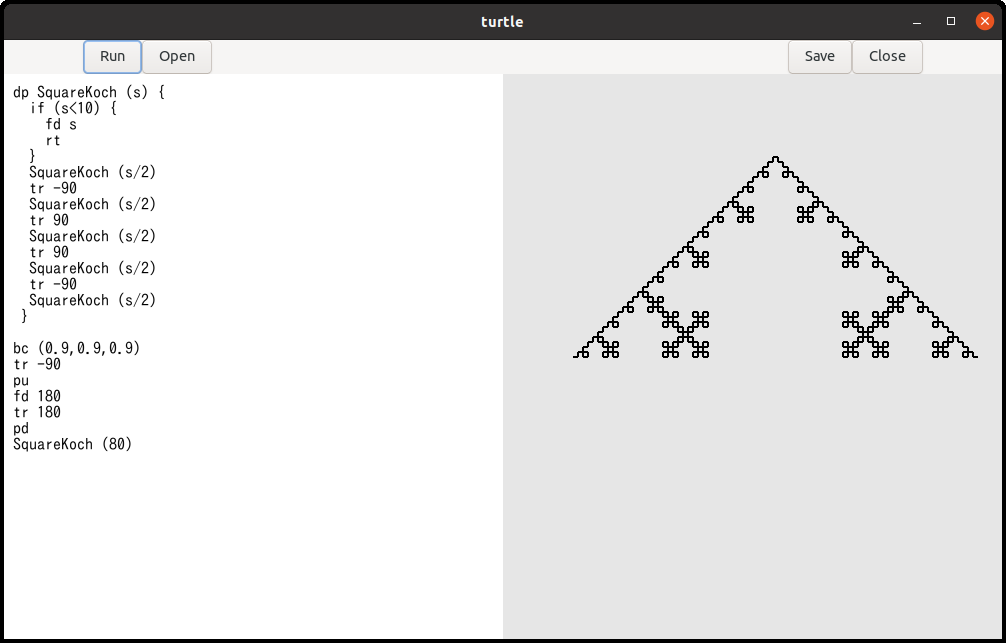 turtle
Run Open Save Close
dp SquareKoch (s) {
  if (s<10) {
    fd s
    rt
  }
  SquareKoch (s/2)
  tr -90
  SquareKoch (s/2)
  tr 90
  SquareKoch (s/2)
  tr 90
  SquareKoch (s/2)
  tr -90
  SquareKoch (s/2)
 }

bc (0.9,0.9,0.9)
tr -90
pu
fd 180
tr 180
pd
SquareKoch (80)